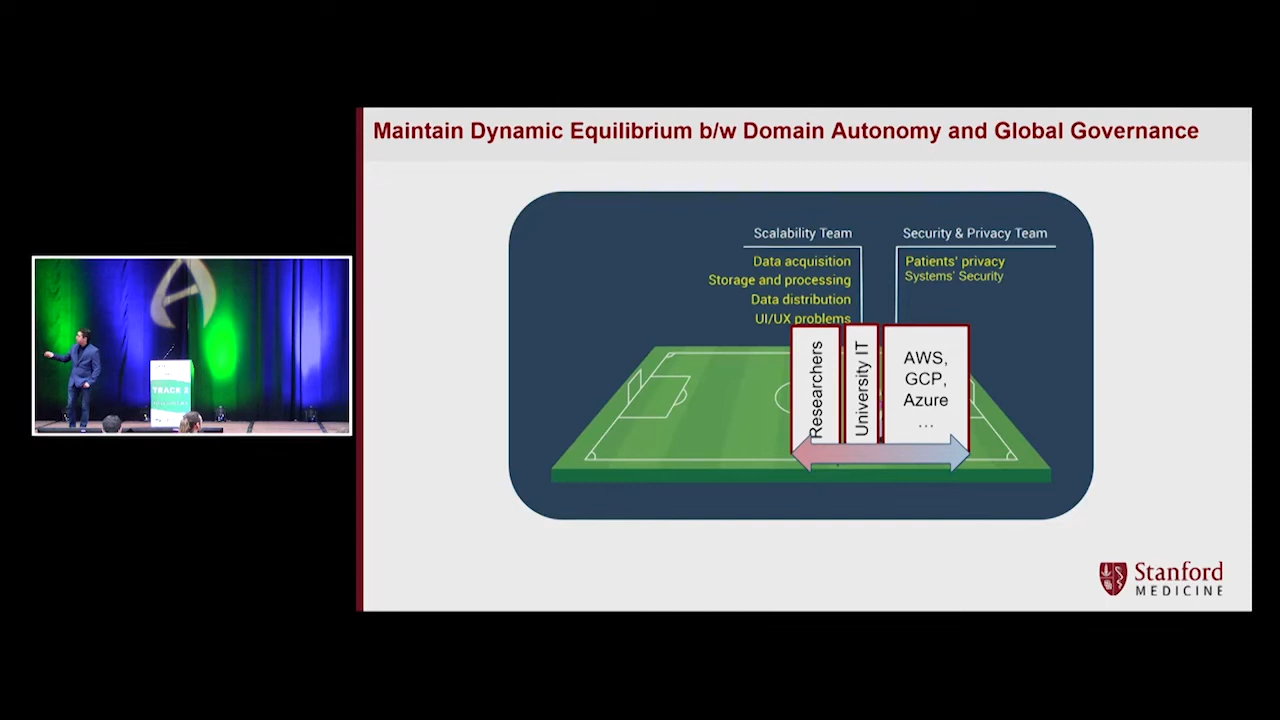 Maintain Dynamic Equilibrium b/w Domain Autonomy and Global Governance
Scalability Team
Data acquisition
Storage and processing
Data distribution
UI/UX problems
Security & Privacy Team
Patients' privacy
Systems' Security
Researchers
University IT
AWS,
GCP,
Azure
...
Stanford
MEDICINE
TRACK